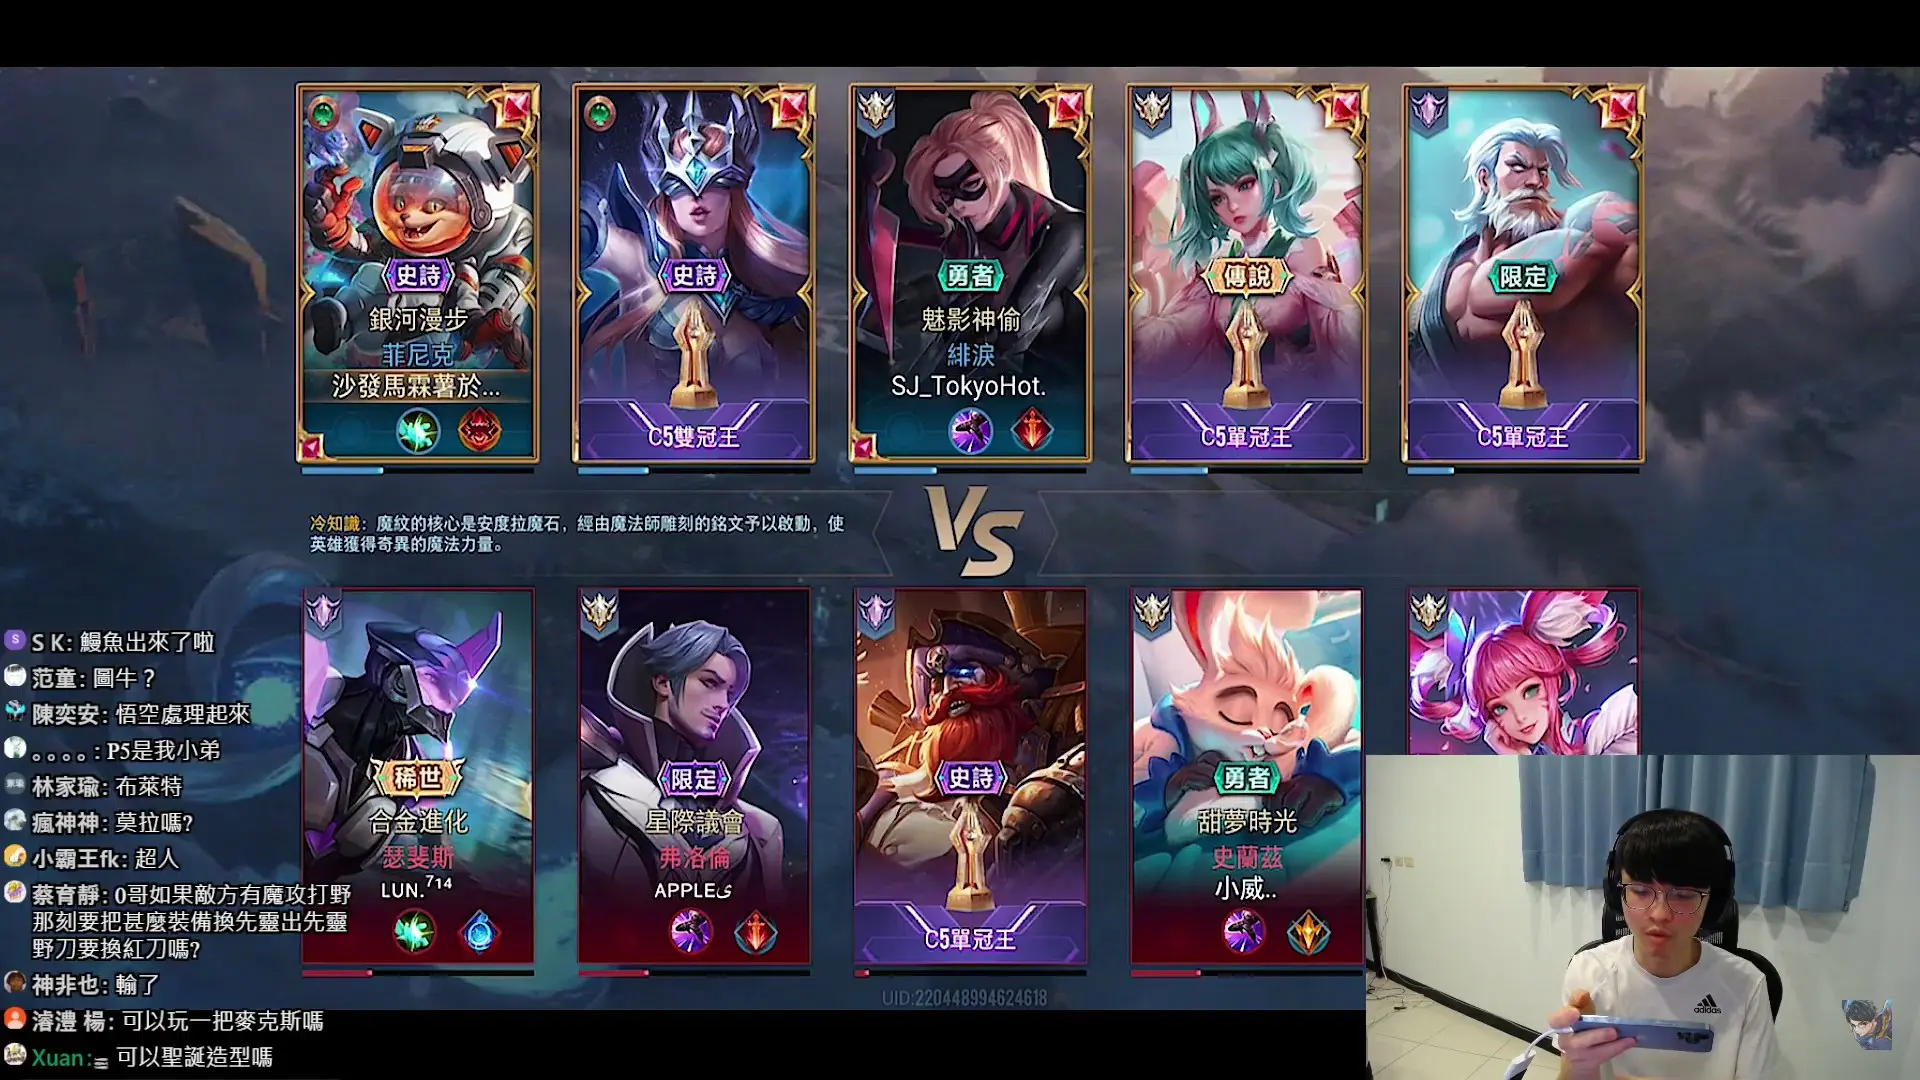 史詩
銀河漫步
菲尼克
沙發馬霖薯於...
史詩
C5雙冠王
勇者
魅影神偷
緋淚
SJ_TokyoHot.
傳說
C5單冠王
限定
C5單冠王
冷知識：魔紋的核心是安度拉魔石，經由魔法師雕刻的銘文予以啟動，使
英雄獲得奇異的魔法力量。
VS
稀世
合金進化
瑟斐斯
LUN.⁷¹⁴
限定
星際議會
弗洛倫
APPLEG
史詩
C5單冠王
勇者
甜夢時光
史蘭茲
小威..
UID:220448994624618
S K: 鰻魚出來了啦
范童: 圖牛？
陳奕安: 悟空處理起來
。。。。: P5是我小弟
林家瑜: 布萊特
瘋神神: 莫拉嗎?
小霸王fk: 超人
蔡育靜: 0哥如果敵方有魔攻打野
那刻要把甚麼裝備換先靈出先靈
野刀要換紅刀嗎?
神非也: 輸了
濬澧 楊: 可以玩一把麥克斯嗎
Xuan: 可以聖誕造型嗎
adidas